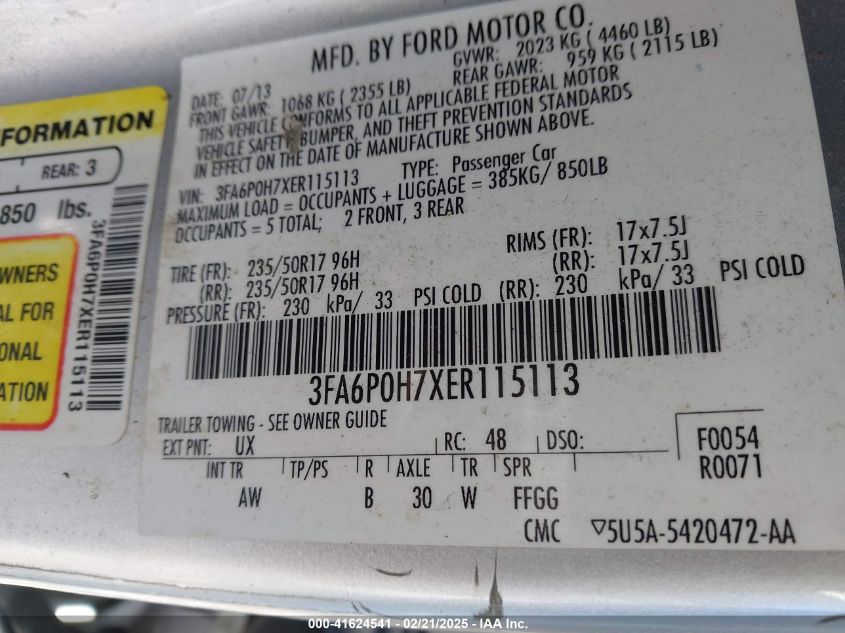 MFD. BY FORD MOTOR CO.
DATE: 07/13 GVWR: 2023 KG ( 4460 LB)
FRONT GAWR: 1068 KG ( 2355 LB) REAR GAWR: 959 KG ( 2115 LB)
THIS VEHICLE CONFORMS TO ALL APPLICABLE FEDERAL MOTOR
VEHICLE SAFETY, BUMPER, AND THEFT PREVENTION STANDARDS
IN EFFECT ON THE DATE OF MANUFACTURE SHOWN ABOVE.
VIN: 3FA6P0H7XER115113 TYPE: Passenger Car
MAXIMUM LOAD = OCCUPANTS + LUGGAGE = 385KG/ 850LB
OCCUPANTS = 5 TOTAL; 2 FRONT, 3 REAR
TIRE (FR): 235/50R17 96H RIMS (FR): 17x7.5J
(RR): 235/50R17 96H (RR): 17x7.5J
PRESSURE (FR): 230 kPa/ 33 PSI COLD (RR): 230 kPa/ 33 PSI COLD
3FA6P0H7XER115113
TRAILER TOWING - SEE OWNER GUIDE
EXT PNT: UX RC: 48 DSO: F0054
INT TR TP/PS R AXLE TR SPR R0071
AW B 30 W FFGG
CMC ▽5U5A-5420472-AA
FORMATION
REAR: 3
850 lbs.
3FA6P0H7XER115113
WNERS
AL FOR
ONAL
ATION
000-41624541 - 02/21/2025 - IAAI.COM INC.